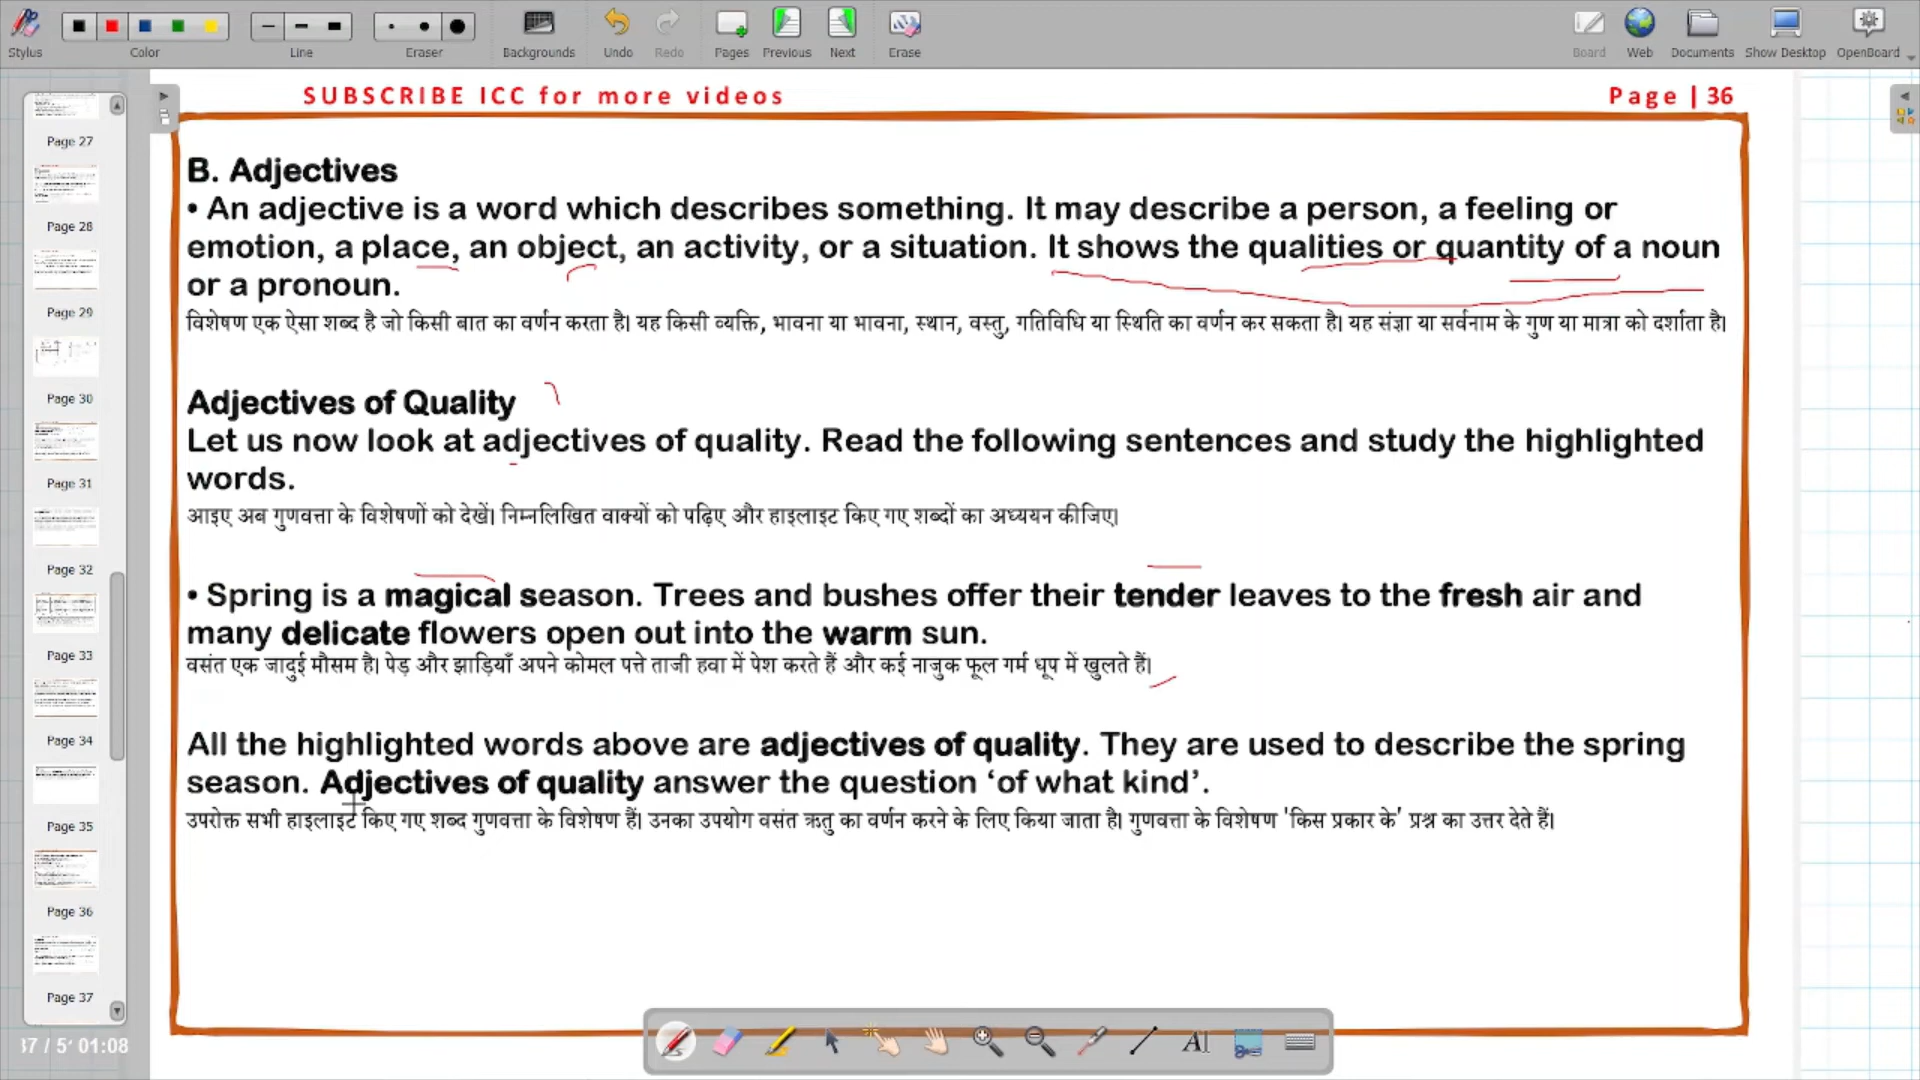 Stylus
Color
Line
Eraser
Backgrounds
Undo
Redo
Pages
Previous
Next
Erase
Board
Web
Documents
Show Desktop
OpenBoard
SUBSCRIBE ICC for more videos
Page | 36
Page 27
Page 28
Page 29
Page 30
Page 31
Page 32
Page 33
Page 34
Page 35
Page 36
Page 37
01:08
B. Adjectives
• An adjective is a word which describes something. It may describe a person, a feeling or
emotion, a place, an object, an activity, or a situation. It shows the qualities or quantity of a noun
or a pronoun.
विशेषण एक ऐसा शब्द है जो किसी बात का वर्णन करता है। यह किसी व्यक्ति, भावना या भावना, स्थान, वस्तु, गतिविधि या स्थिति का वर्णन कर सकता है। यह संज्ञा या सर्वनाम के गुण या मात्रा को दर्शाता है।
Adjectives of Quality
Let us now look at adjectives of quality. Read the following sentences and study the highlighted
words.
आइए अब गुणवत्ता के विशेषणों को देखें। निम्नलिखित वाक्यों को पढ़िए और हाइलाइट किए गए शब्दों का अध्ययन कीजिए।
• Spring is a magical season. Trees and bushes offer their tender leaves to the fresh air and
many delicate flowers open out into the warm sun.
वसंत एक जादुई मौसम है। पेड़ और झाड़ियाँ अपने कोमल पत्ते ताजी हवा में पेश करते हैं और कई नाजुक फूल गर्म धूप में खुलते हैं।
All the highlighted words above are adjectives of quality. They are used to describe the spring
season. Adjectives of quality answer the question ‘of what kind’.
उपरोक्त सभी हाइलाइट किए गए शब्द गुणवत्ता के विशेषण हैं। उनका उपयोग वसंत ऋतु का वर्णन करने के लिए किया जाता है। गुणवत्ता के विशेषण 'किस प्रकार के' प्रश्न का उत्तर देते हैं।